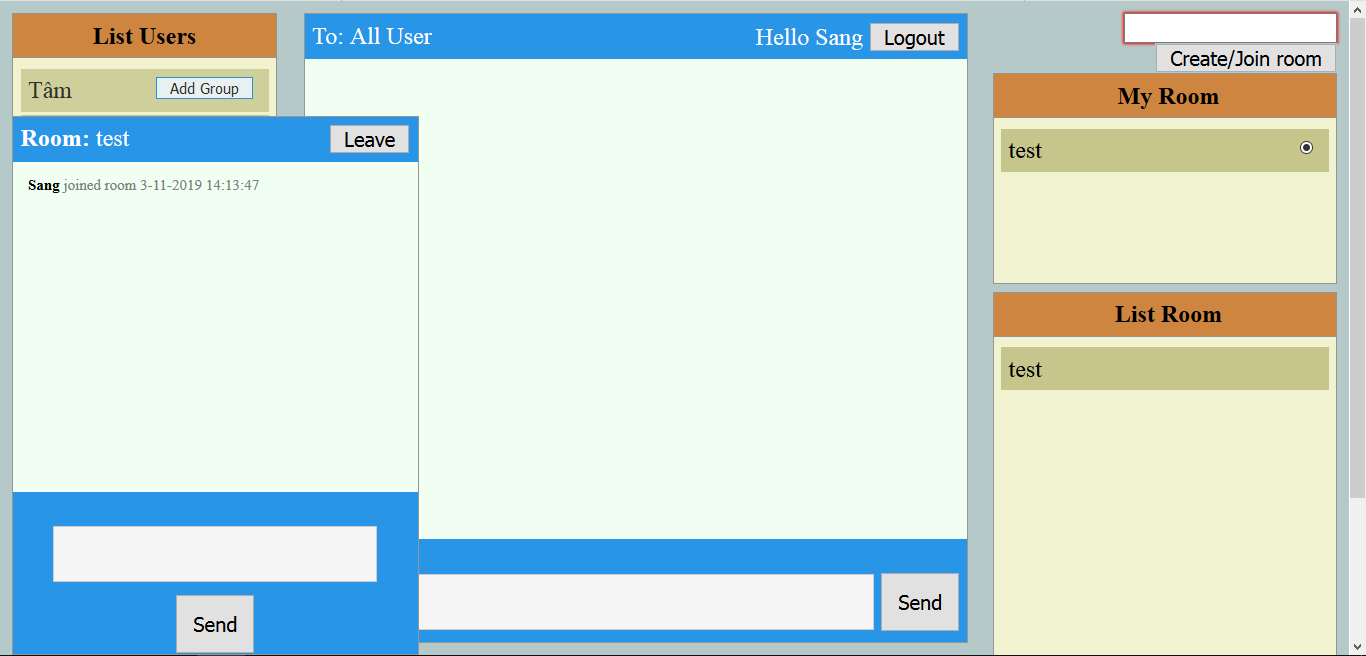 List Users
Tâm
Add Group
Room: test
Leave
Sang joined room 3-11-2019 14:13:47
Send
To: All User
Hello Sang
Logout
Send
Create/Join room
My Room
test
List Room
test